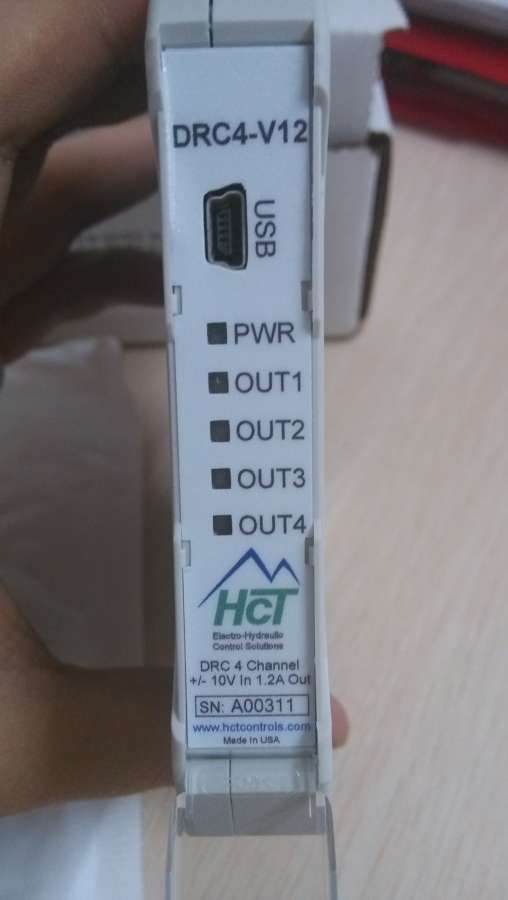 DRC4-V12
USB
PWR
OUT1
OUT2
OUT3
OUT4
HCT
Electro-Hydraulic
Control Solutions
DRC 4 Channel
+/- 10V In 1.2A Out
SN: A00311
www.hctcontrols.com
Made in USA